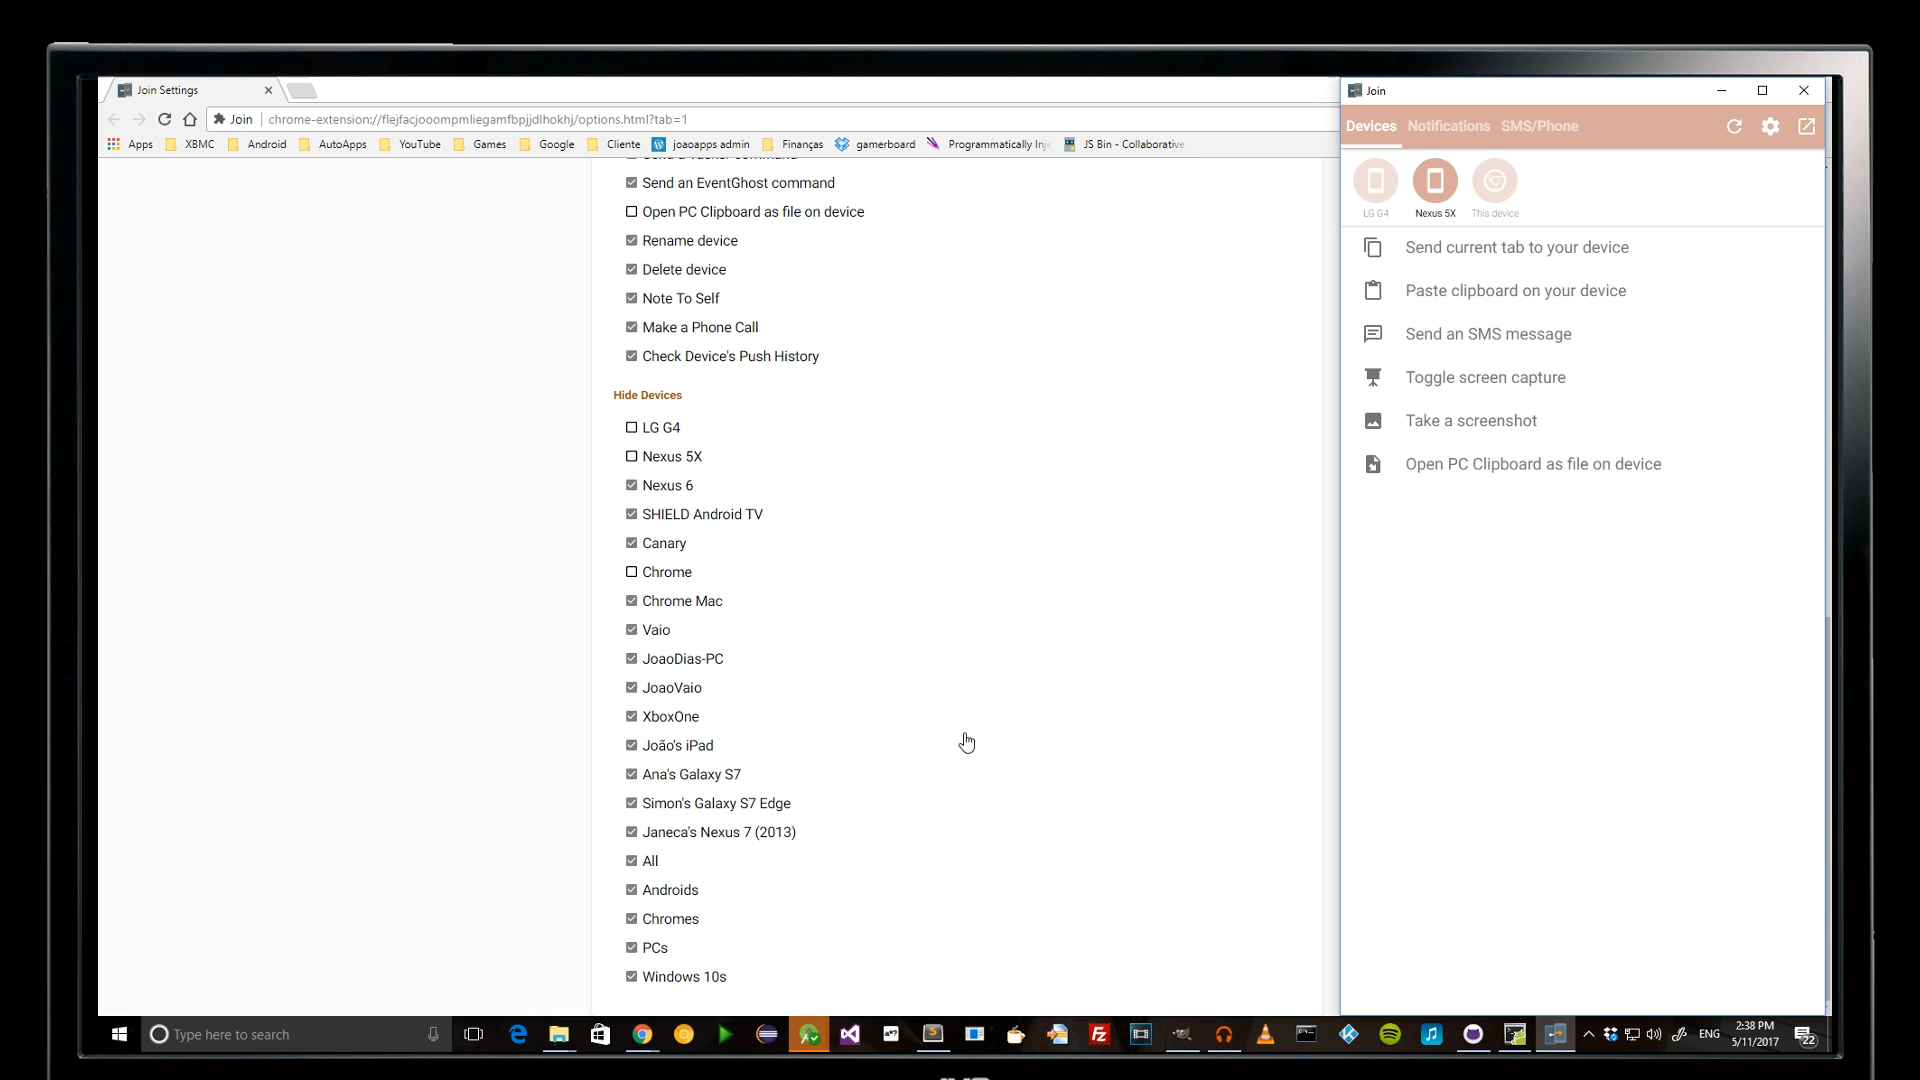 Join Settings
Join
chrome-extension://flejfacjooompmliegamfbpjjdlhokhj/options.html?tab=1
Apps XBMC Android AutoApps YouTube Games Google Cliente joaoapps admin Finanças gamerboard Programmatically Inj JS Bin - Collaborative
Send an EventGhost command
Open PC Clipboard as file on device
Rename device
Delete device
Note To Self
Make a Phone Call
Check Device's Push History
Hide Devices
LG G4
Nexus 5X
Nexus 6
SHIELD Android TV
Canary
Chrome
Chrome Mac
Vaio
JoaoDias-PC
JoaoVaio
XboxOne
João's iPad
Ana's Galaxy S7
Simon's Galaxy S7 Edge
Janeca's Nexus 7 (2013)
All
Androids
Chromes
PCs
Windows 10s
Join
Devices Notifications SMS/Phone
LG G4 Nexus 5X This device
Send current tab to your device
Paste clipboard on your device
Send an SMS message
Toggle screen capture
Take a screenshot
Open PC Clipboard as file on device
Type here to search
ENG
2:38 PM
5/11/2017
22